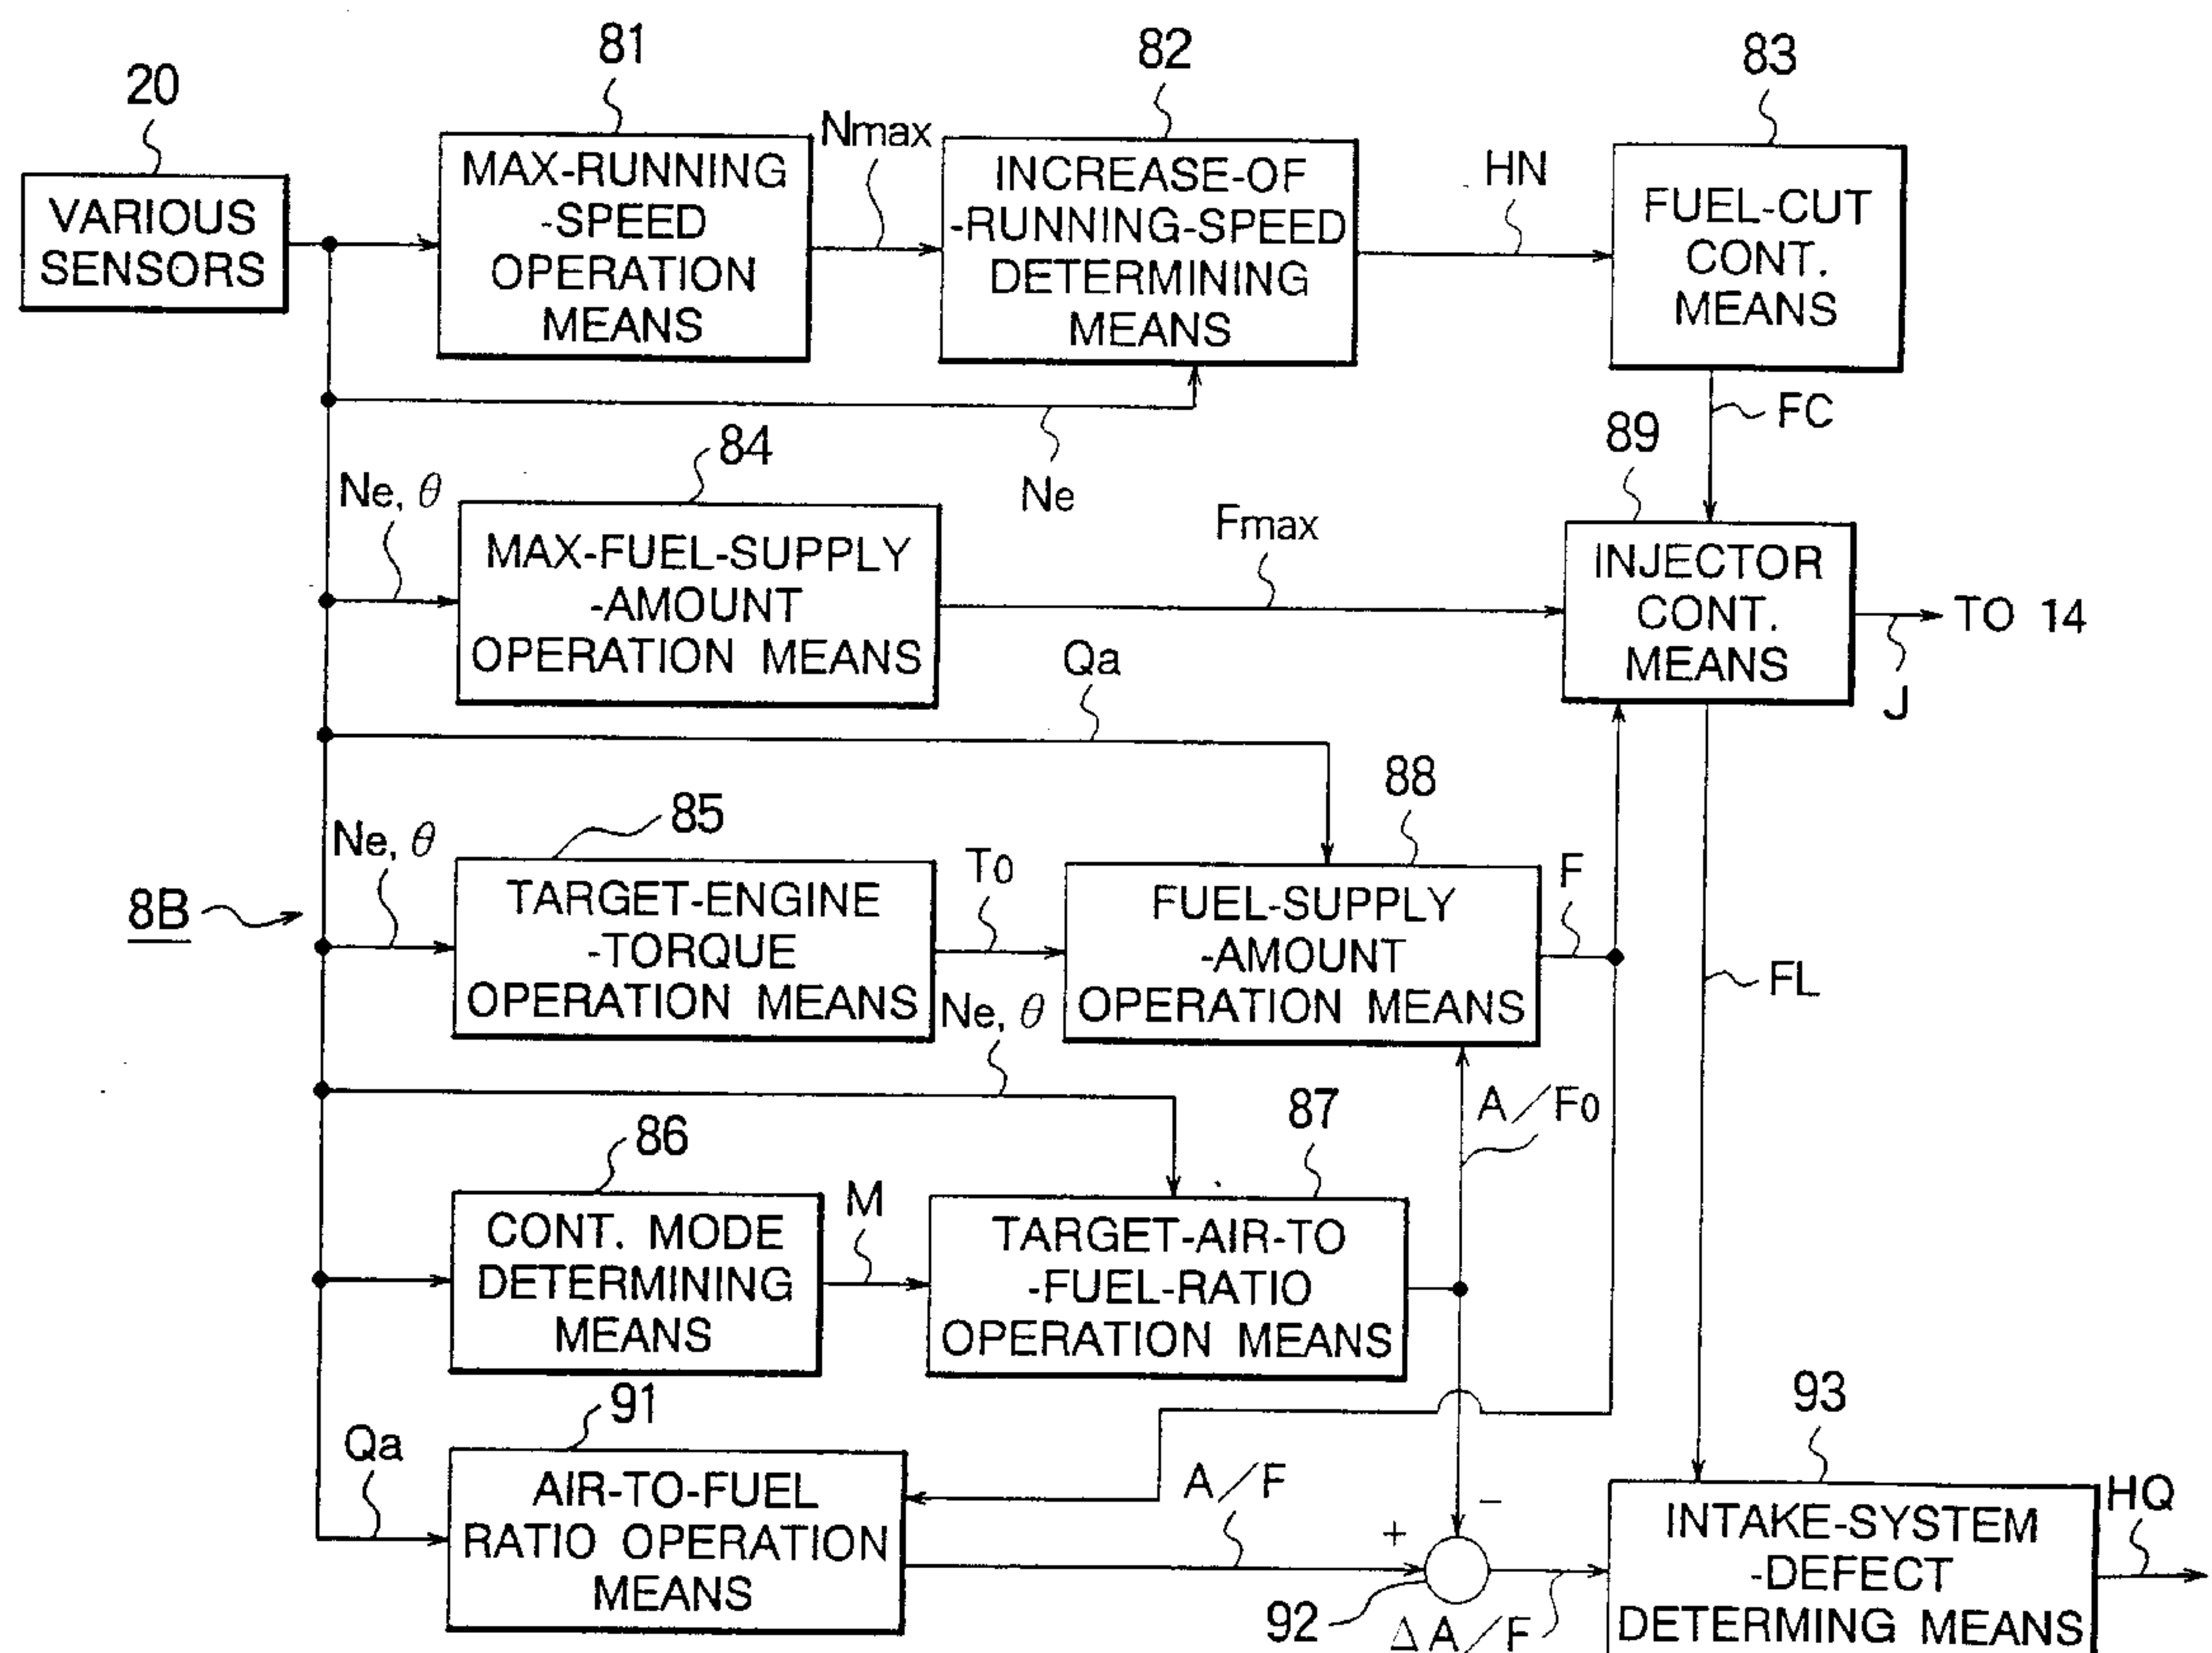 81
82
83
20
Nmax
VARIOUS
SENSORS
MAX-RUNNING
-SPEED
OPERATION
MEANS
INCREASE-OF
-RUNNING-SPEED
DETERMINING
MEANS
HN
FUEL-CUT
CONT.
MEANS
FC
Ne
84
89
Ne, θ
MAX-FUEL-SUPPLY
-AMOUNT
OPERATION MEANS
Fmax
INJECTOR
CONT.
MEANS
TO 14
J
Qa
88
85
Ne, θ
8B
TARGET-ENGINE
-TORQUE
OPERATION MEANS
To
FUEL-SUPPLY
-AMOUNT
OPERATION MEANS
F
FL
Ne, θ
A/Fo
86
87
CONT. MODE
DETERMINING
MEANS
M
TARGET-AIR-TO
-FUEL-RATIO
OPERATION MEANS
91
93
Qa
AIR-TO-FUEL
RATIO OPERATION
MEANS
A/F
+
−
92
ΔA/F
INTAKE-SYSTEM
-DEFECT
DETERMING MEANS
HQ